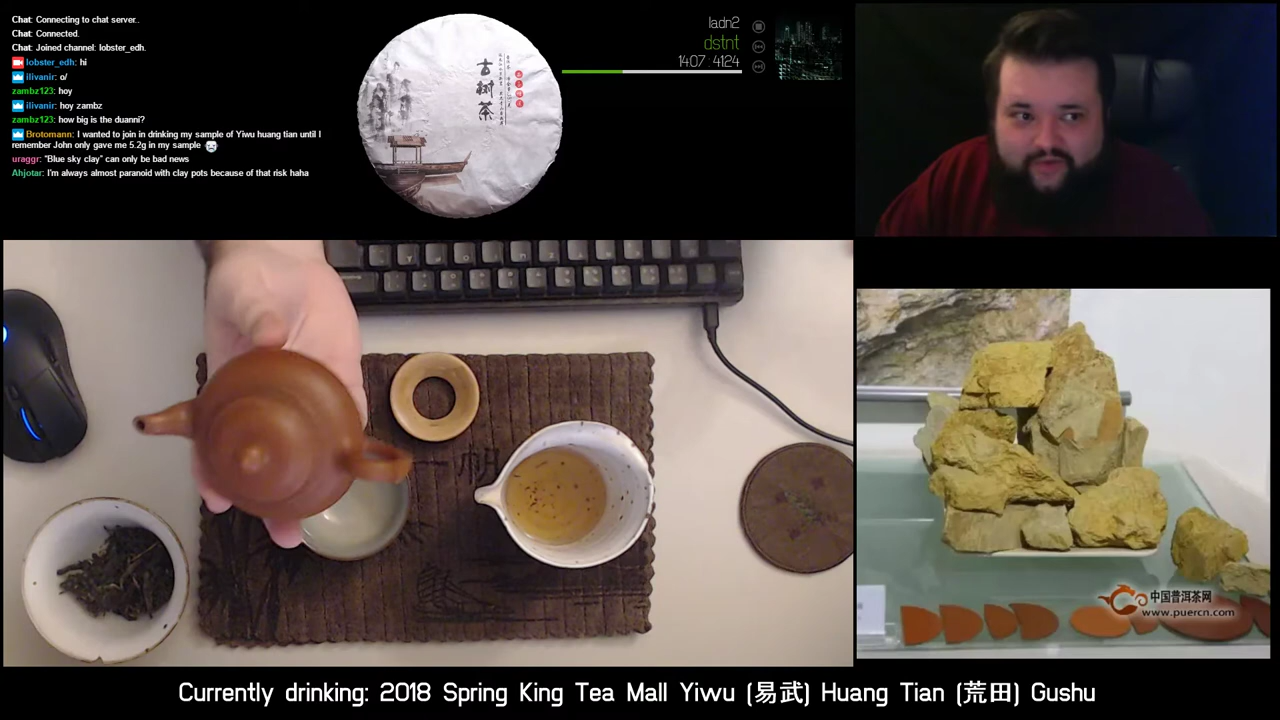 Chat: Connecting to chat server..
Chat: Connected.
Chat: Joined channel: lobster_edh.
lobster_edh: hi
ilivanir: o/
zambz123: hoy
ilivanir: hoy zambz
zambz123: how big is the duanni?
Brotomann: I wanted to join in drinking my sample of Yiwu huang tian until I
remember John only gave me 5.2g in my sample
uraggr: "Blue sky clay" can only be bad news
Ahjotar: I'm always almost paranoid with clay pots because of that risk haha
古树茶
1adn2
dstnt
1407 4124
一帆
中国普洱茶网
www.puercn.com
Currently drinking: 2018 Spring King Tea Mall Yiwu (易武) Huang Tian (荒田) Gushu